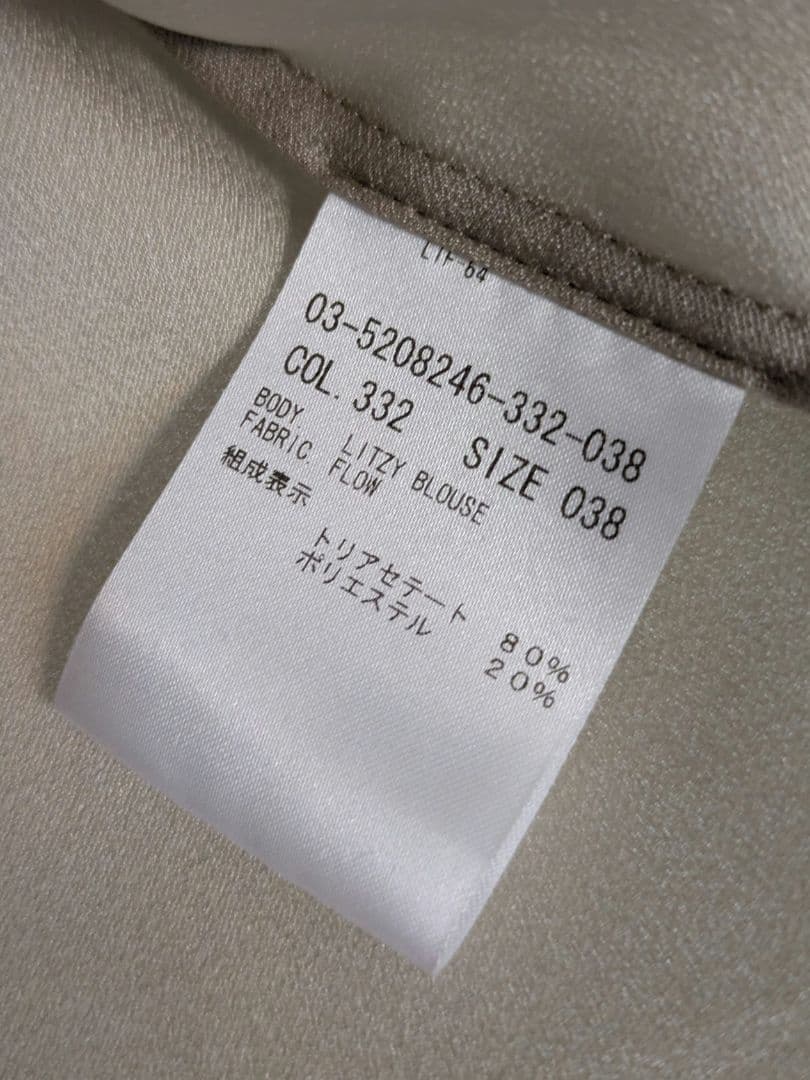 03-5208246-332-038
COL. 332 SIZE 038
BODY LITZY BLOUSE
FABRIC. FLOW
組成表示
トリアセテート 80%
ポリエステル 20%